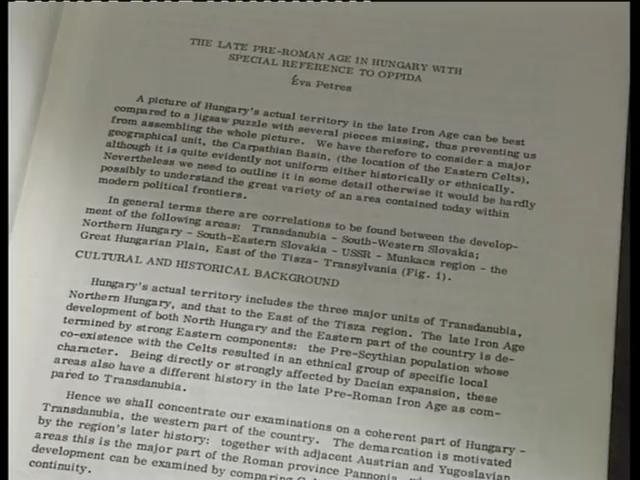 THE LATE PRE-ROMAN AGE IN HUNGARY WITH
SPECIAL REFERENCE TO OPPIDA
Éva Petres
A picture of Hungary's actual territory in the late Iron Age can be best
compared to a jigsaw puzzle with several pieces missing, thus preventing us
from assembling the whole picture. We have therefore to consider a major
geographical unit, the Carpathian Basin, (the location of the Eastern Celts),
although it is quite evidently not uniform either historically or ethnically.
Nevertheless we need to outline it in some detail otherwise it would be hardly
possibly to understand the great variety of an area contained today within
modern political frontiers.
In general terms there are correlations to be found between the develop-
ment of the following areas: Transdanubia - South-Western Slovakia;
Northern Hungary - South-Eastern Slovakia - USSR - Munkacs region - the
Great Hungarian Plain, East of the Tisza- Transylvania (Fig. 1).
CULTURAL AND HISTORICAL BACKGROUND
Hungary's actual territory includes the three major units of Transdanubia,
Northern Hungary, and that to the East of the Tisza region. The late Iron Age
development of both North Hungary and the Eastern part of the country is de-
termined by strong Eastern components: the Pre-Scythian population whose
co-existence with the Celts resulted in an ethnical group of specific local
character. Being directly or strongly affected by Dacian expansion, these
areas also have a different history in the late Pre-Roman Iron Age as com-
pared to Transdanubia.
Hence we shall concentrate our examinations on a coherent part of Hungary -
Transdanubia, the western part of the country. The demarcation is motivated
by the region's later history: together with adjacent Austrian and Yugoslavian
areas this is the major part of the Roman province Pannonia,
development can be examined by comparing
continuity.